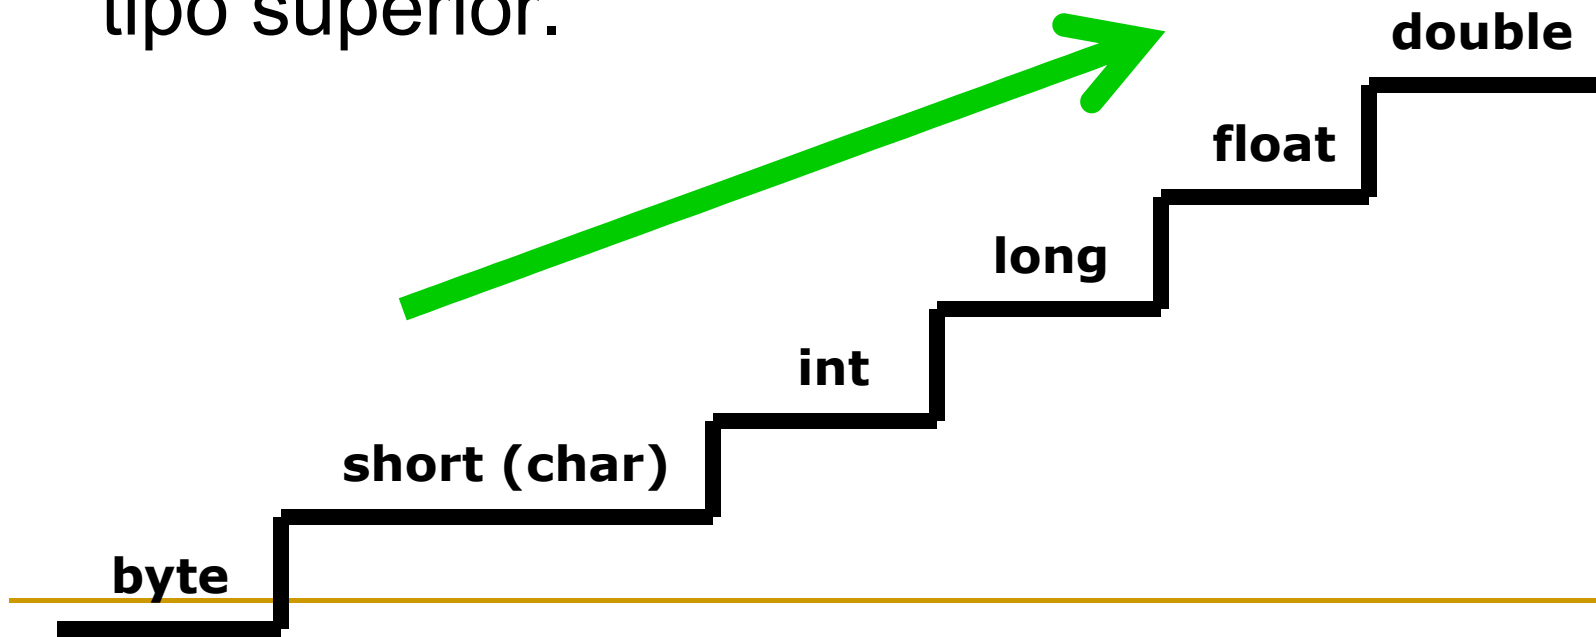 tipo superior.
double
float
long
int
short (char)
byte